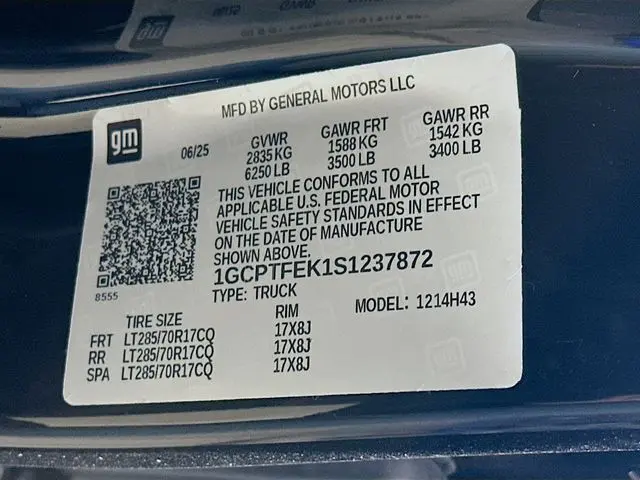 MFD BY GENERAL MOTORS LLC
gm
06/25
GVWR GAWR FRT GAWR RR
2835 KG 1588 KG 1542 KG
6250 LB 3500 LB 3400 LB
THIS VEHICLE CONFORMS TO ALL
APPLICABLE U.S. FEDERAL MOTOR
VEHICLE SAFETY STANDARDS IN EFFECT
ON THE DATE OF MANUFACTURE
SHOWN ABOVE.
8555
1GCPTFEK1S1237872
TYPE: TRUCK MODEL: 1214H43
TIRE SIZE RIM
FRT LT285/70R17CQ 17X8J
RR LT285/70R17CQ 17X8J
SPA LT285/70R17CQ 17X8J